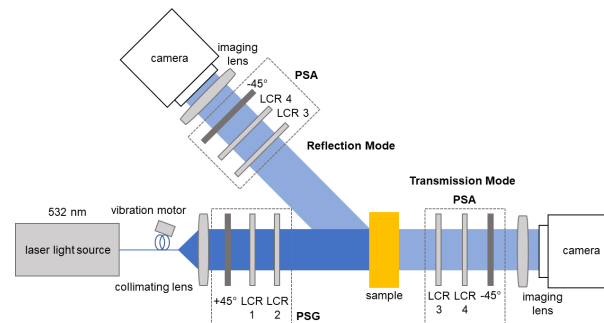 camera
imaging
lens
PSA
-45°
LCR 4
LCR 3
Reflection Mode
Transmission Mode
PSA
532 nm
vibration motor
laser light source
camera
collimating lens
+45°
LCR
1
LCR
2
PSG
sample
LCR
3
LCR
4
-45°
imaging
lens